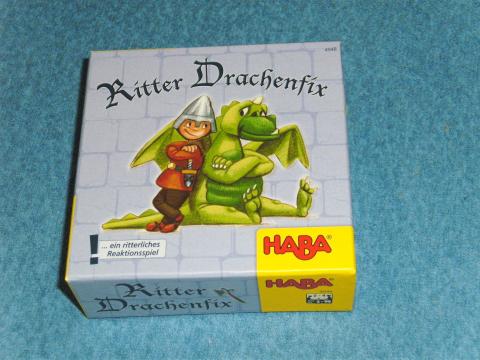 Ritter Drachenfix
... ein ritterliches
Reaktionsspiel
HABA
Ritter
Drachenfix
HABA